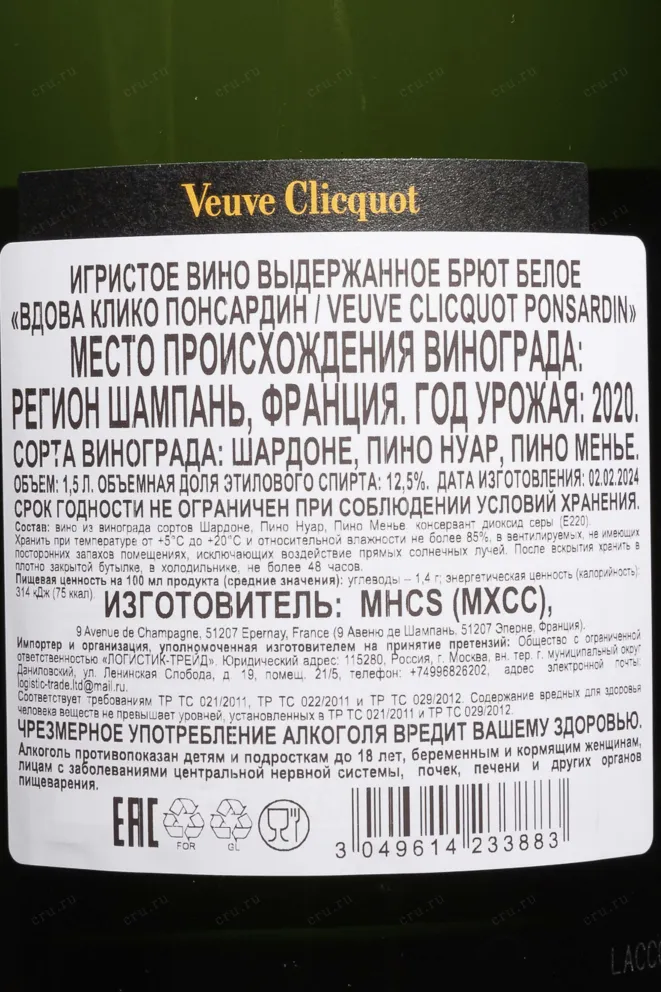 Veuve Clicquot
ИГРИСТОЕ ВИНО ВЫДЕРЖАННОЕ БРЮТ БЕЛОЕ
«ВДОВА КЛИКО ПОНСАРДИН / VEUVE CLICQUOT PONSARDIN»
МЕСТО ПРОИСХОЖДЕНИЯ ВИНОГРАДА:
РЕГИОН ШАМПАНЬ, ФРАНЦИЯ. ГОД УРОЖАЯ: 2020.
СОРТА ВИНОГРАДА: ШАРДОНЕ, ПИНО НУАР, ПИНО МЕНЬЕ.
ОБЪЕМ: 1,5 Л. ОБЪЕМНАЯ ДОЛЯ ЭТИЛОВОГО СПИРТА: 12,5%. ДАТА ИЗГОТОВЛЕНИЯ: 02.02.2024
СРОК ГОДНОСТИ НЕ ОГРАНИЧЕН ПРИ СОБЛЮДЕНИИ УСЛОВИЙ ХРАНЕНИЯ.
Состав: вино из винограда сортов Шардоне, Пино Нуар, Пино Менье консервант диоксид серы (E220).
Хранить при температуре от +5°C до +20°C и относительной влажности не более 85%, в вентилируемых, не имеющих
посторонних запахов помещениях, исключающих воздействие прямых солнечных лучей. После вскрытия хранить в
плотно закрытой бутылке, в холодильнике, не более 48 часов.
Пищевая ценность на 100 мл продукта (средние значения): углеводы – 1,4 г; энергетическая ценность (калорийность):
314 кДж (75 ккал).
ИЗГОТОВИТЕЛЬ: MHCS (МХСС),
9 Avenue de Champagne, 51207 Epernay, France (9 Авеню де Шампань, 51207 Эперне, Франция).
Импортер и организация, уполномоченная изготовителем на принятие претензий: Общество с ограниченной
ответственностью «ЛОГИСТИК-ТРЕЙД». Юридический адрес: 115280, Россия, г. Москва, вн. тер. г. муниципальный округ
Даниловский, ул. Ленинская Слобода, д. 19, помещ. 21/5, телефон: +74996826202, адрес электронной почты:
logistic-trade.ltd@mail.ru.
Соответствует требованиям ТР ТС 021/2011, ТР ТС 022/2011 и ТР ТС 029/2012. Содержание вредных для здоровья
человека веществ не превышает уровней, установленных в ТР ТС 021/2011 и ТР ТС 029/2012.
ЧРЕЗМЕРНОЕ УПОТРЕБЛЕНИЕ АЛКОГОЛЯ ВРЕДИТ ВАШЕМУ ЗДОРОВЬЮ.
Алкоголь противопоказан детям и подросткам до 18 лет, беременным и кормящим женщинам,
лицам с заболеваниями центральной нервной системы, почек, печени и других органов
пищеварения.
EAC
FOR GL
3 049614 233883